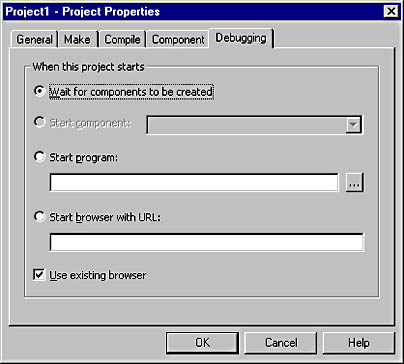 Project1 - Project Properties
General Make Compile Component Debugging
When this project starts
Wait for components to be created
Start component:
Start program:
...
Start browser with URL:
Use existing browser
OK Cancel Help